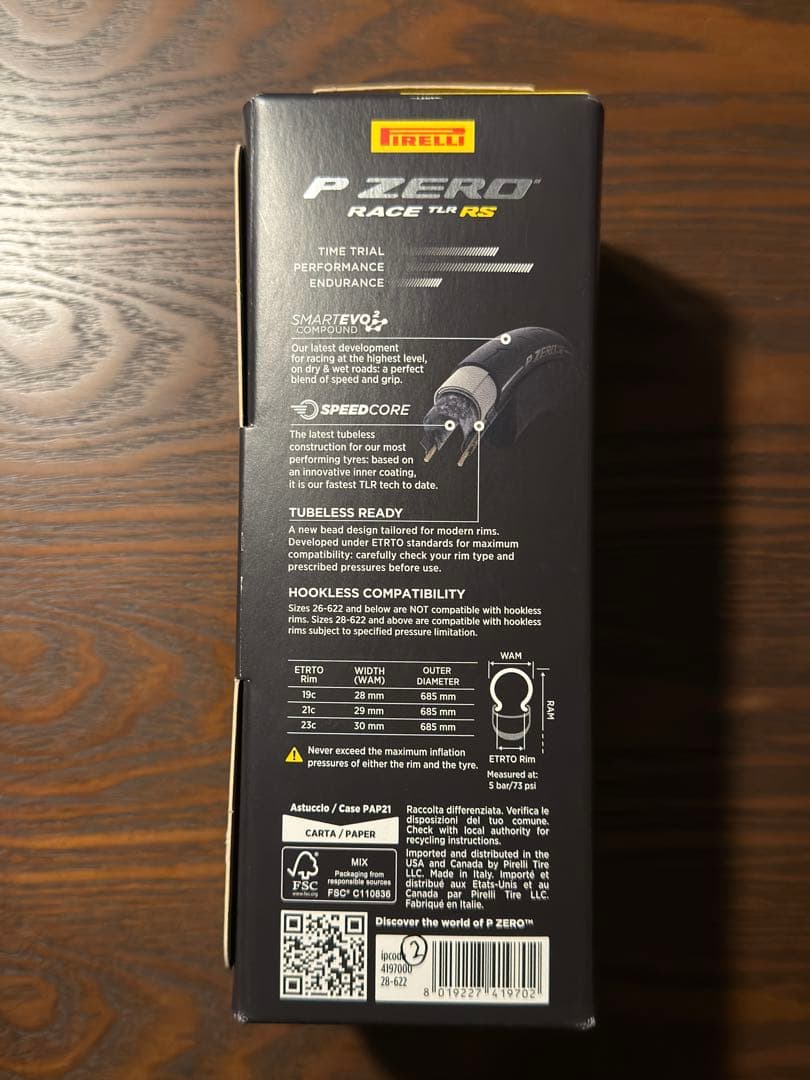 PIRELLI
P ZERO™
RACE TLR RS
TIME TRIAL
PERFORMANCE
ENDURANCE
SMARTEVO2
COMPOUND
Our latest development
for racing at the highest level,
on dry & wet roads: a perfect
blend of speed and grip.
P ZERO
SPEEDCORE
The latest tubeless
construction for our most
performing tyres: based on
an innovative inner coating,
it is our fastest TLR tech to date.
TUBELESS READY
A new bead design tailored for modern rims.
Developed under ETRTO standards for maximum
compatibility: carefully check your rim type and
prescribed pressures before use.
HOOKLESS COMPATIBILITY
Sizes 26-622 and below are NOT compatible with hookless
rims. Sizes 28-622 and above are compatible with hookless
rims subject to specified pressure limitation.
ETRTO Rim WIDTH (WAM) OUTER DIAMETER
19c 28 mm 685 mm
21c 29 mm 685 mm
23c 30 mm 685 mm
WAM
RAM
ETRTO Rim
Measured at:
5 bar/73 psi
Never exceed the maximum inflation
pressures of either the rim and the tyre.
Astuccio / Case PAP21
CARTA / PAPER
Raccolta differenziata. Verifica le
disposizioni del tuo comune.
Check with local authority for
recycling instructions.
FSC
www.fsc.org
MIX
Packaging from
responsible sources
FSC® C110836
Imported and distributed in the
USA and Canada by Pirelli Tire
LLC. Made in Italy. Importé et
distribué aux Etats-Unis et au
Canada par Pirelli Tire LLC.
Fabriqué en Italie.
Discover the world of P ZERO™
ipcode
2
4197000
28-622
8 019227 419702